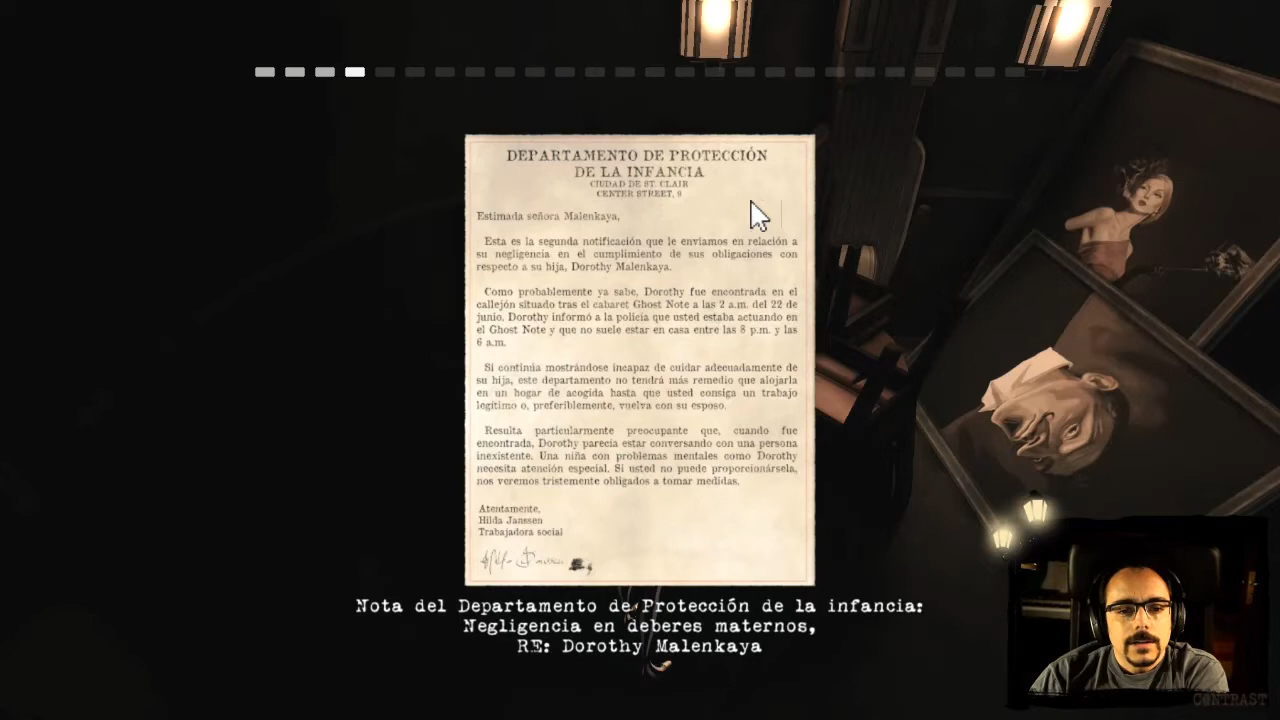 DEPARTAMENTO DE PROTECCIÓN
DE LA INFANCIA
CIUDAD DE ST. CLAIR
CENTER STREET, 9
Estimada señora Malenkaya,
Esta es la segunda notificación que le enviamos en relación a
su negligencia en el cumplimiento de sus obligaciones con
respecto a su hija, Dorothy Malenkaya.
Como probablemente ya sabe, Dorothy fue encontrada en el
callejón situado tras el cabaret Ghost Note a las 2 a.m. del 22 de
junio. Dorothy informó a la policía que usted estaba actuando en
el Ghost Note y que no suele estar en casa entre las 8 p.m. y las
6 a.m.
Si continúa mostrándose incapaz de cuidar adecuadamente de
su hija, este departamento no tendrá más remedio que alojarla
en un hogar de acogida hasta que usted consiga un trabajo
legítimo o, preferiblemente, vuelva con su esposo.
Resulta particularmente preocupante que, cuando fue
encontrada, Dorothy parecía estar conversando con una persona
inexistente. Una niña con problemas mentales como Dorothy
necesita atención especial. Si usted no puede proporcionársela,
nos veremos tristemente obligados a tomar medidas.
Atentamente,
Hilda Janssen
Trabajadora social
Nota del Departamento de Protección de la infancia:
Negligencia en deberes maternos,
RE: Dorothy Malenkaya
CONTRAST